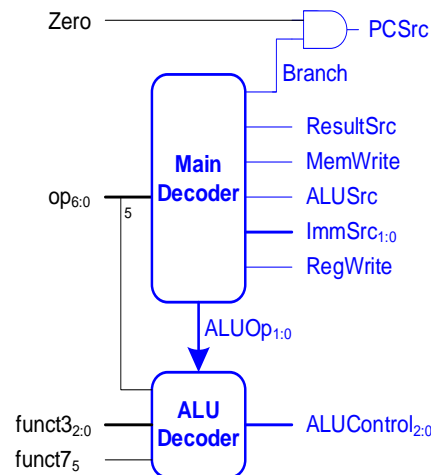 Zero
PCSrc
Branch
ResultSrc
Main
Decoder
MemWrite
op6:0
5
ALUSrc
ImmSrc1:0
RegWrite
ALUOp1:0
funct32:0
ALU
Decoder
ALUControl2:0
funct75